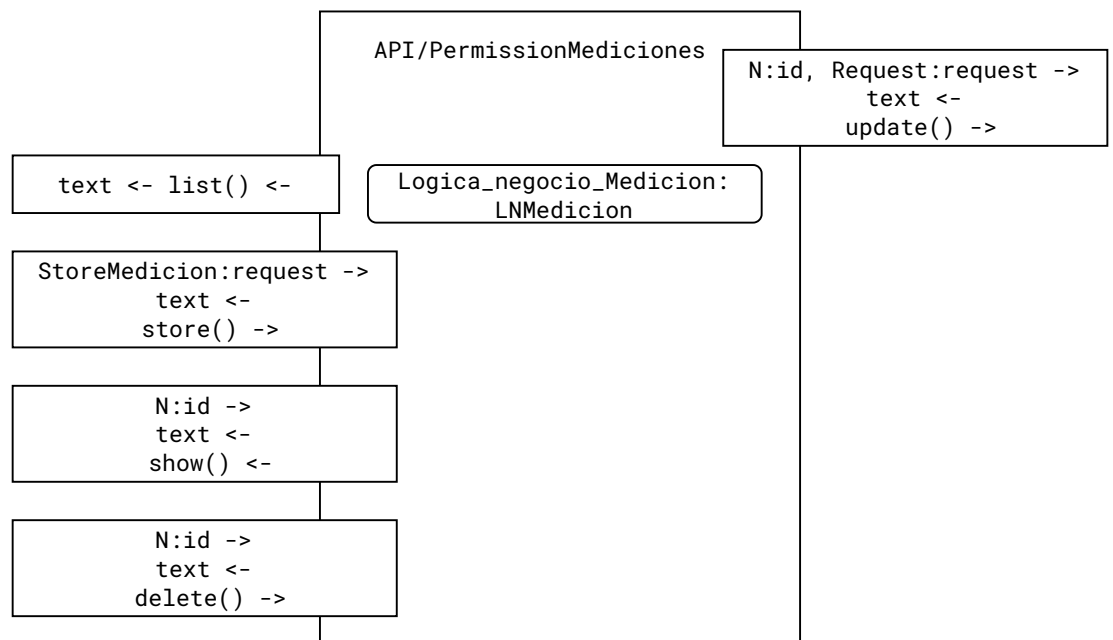 API/PermissionMediciones
N:id, Request:request ->
text <-
update() ->
text <- list() <-
Logica_negocio_Medicion:
LNMedicion
StoreMedicion:request ->
text <-
store() ->
N:id ->
text <-
show() <-
N:id ->
text <-
delete() ->